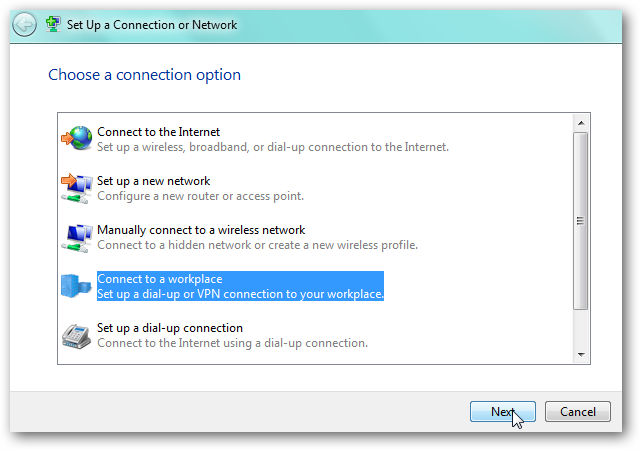 Set Up a Connection or Network
Choose a connection option
Connect to the Internet
Set up a wireless, broadband, or dial-up connection to the Internet.
Set up a new network
Configure a new router or access point.
Manually connect to a wireless network
Connect to a hidden network or create a new wireless profile.
Connect to a workplace
Set up a dial-up or VPN connection to your workplace.
Set up a dial-up connection
Connect to the Internet using a dial-up connection.
Next Cancel